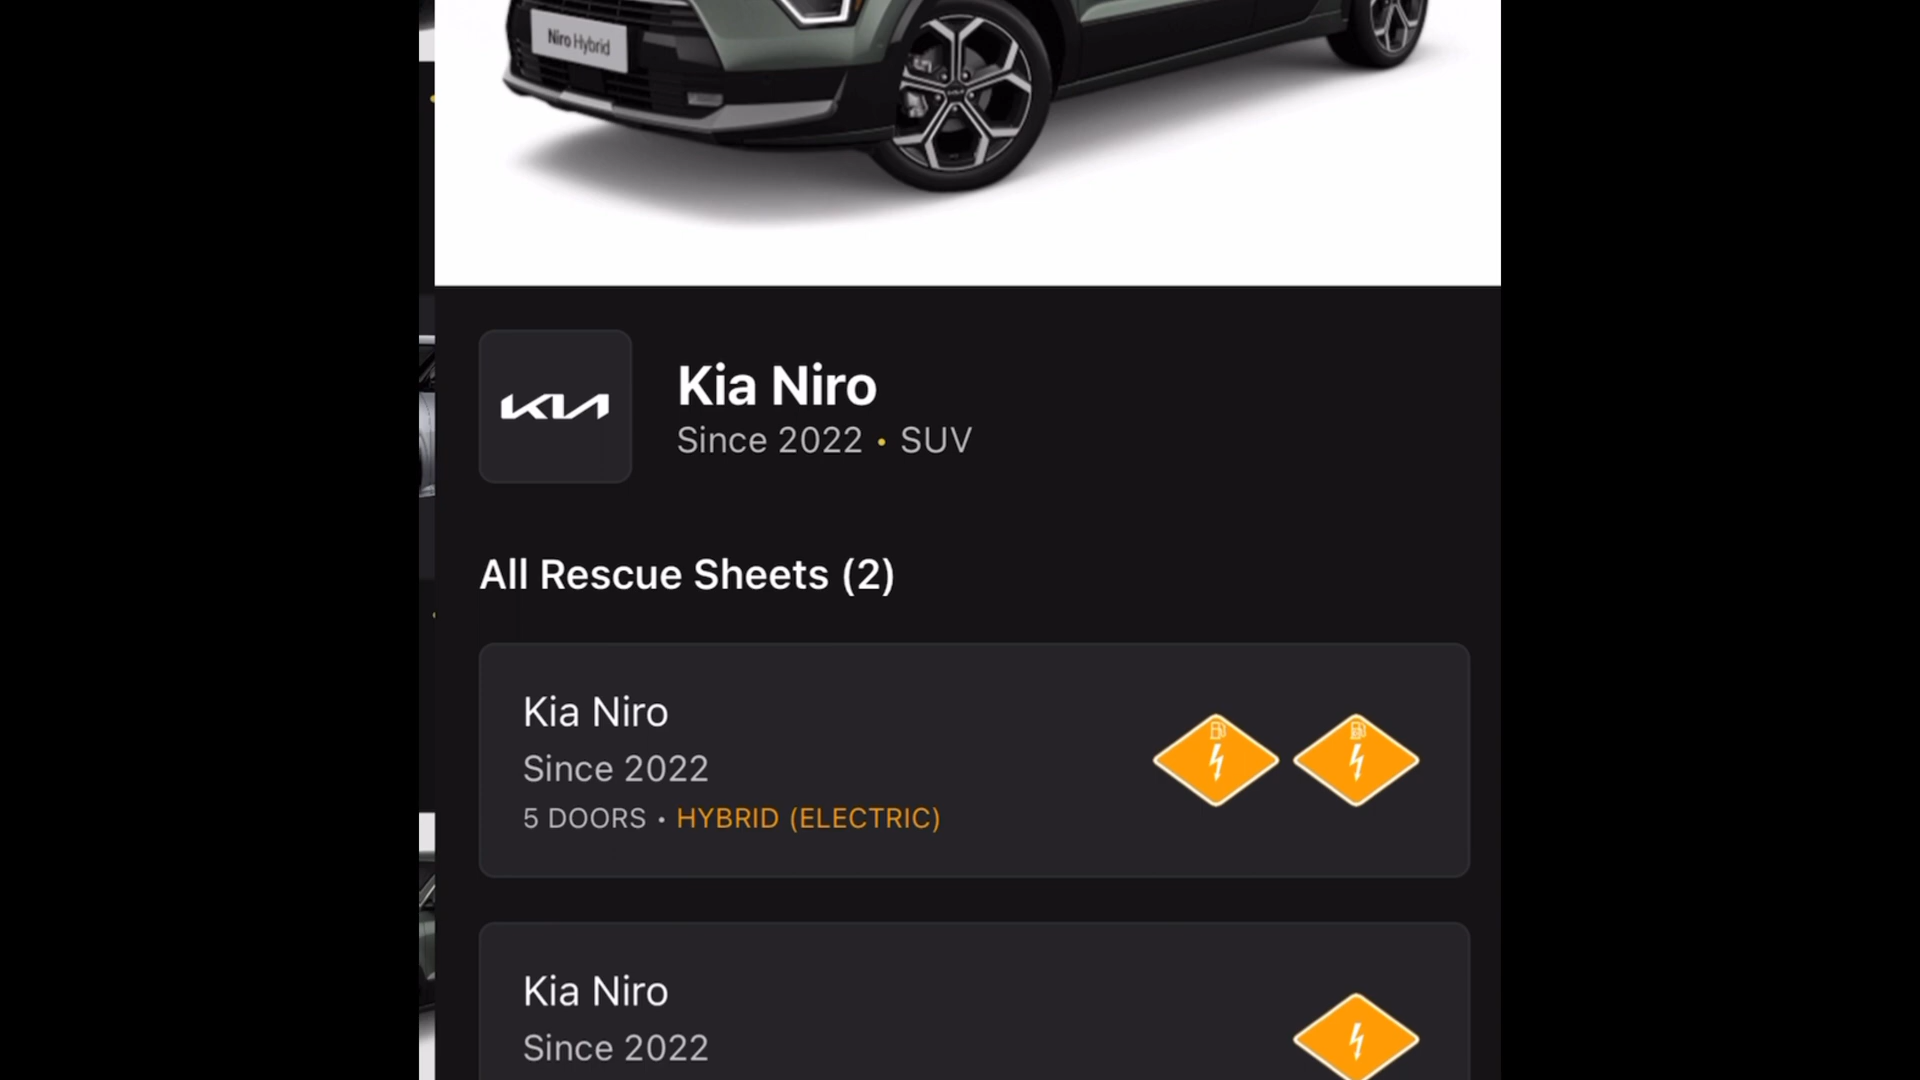 Niro Hybrid
KIA
Kia Niro
Since 2022 • SUV
All Rescue Sheets (2)
Kia Niro
Since 2022
5 DOORS • HYBRID (ELECTRIC)
Kia Niro
Since 2022